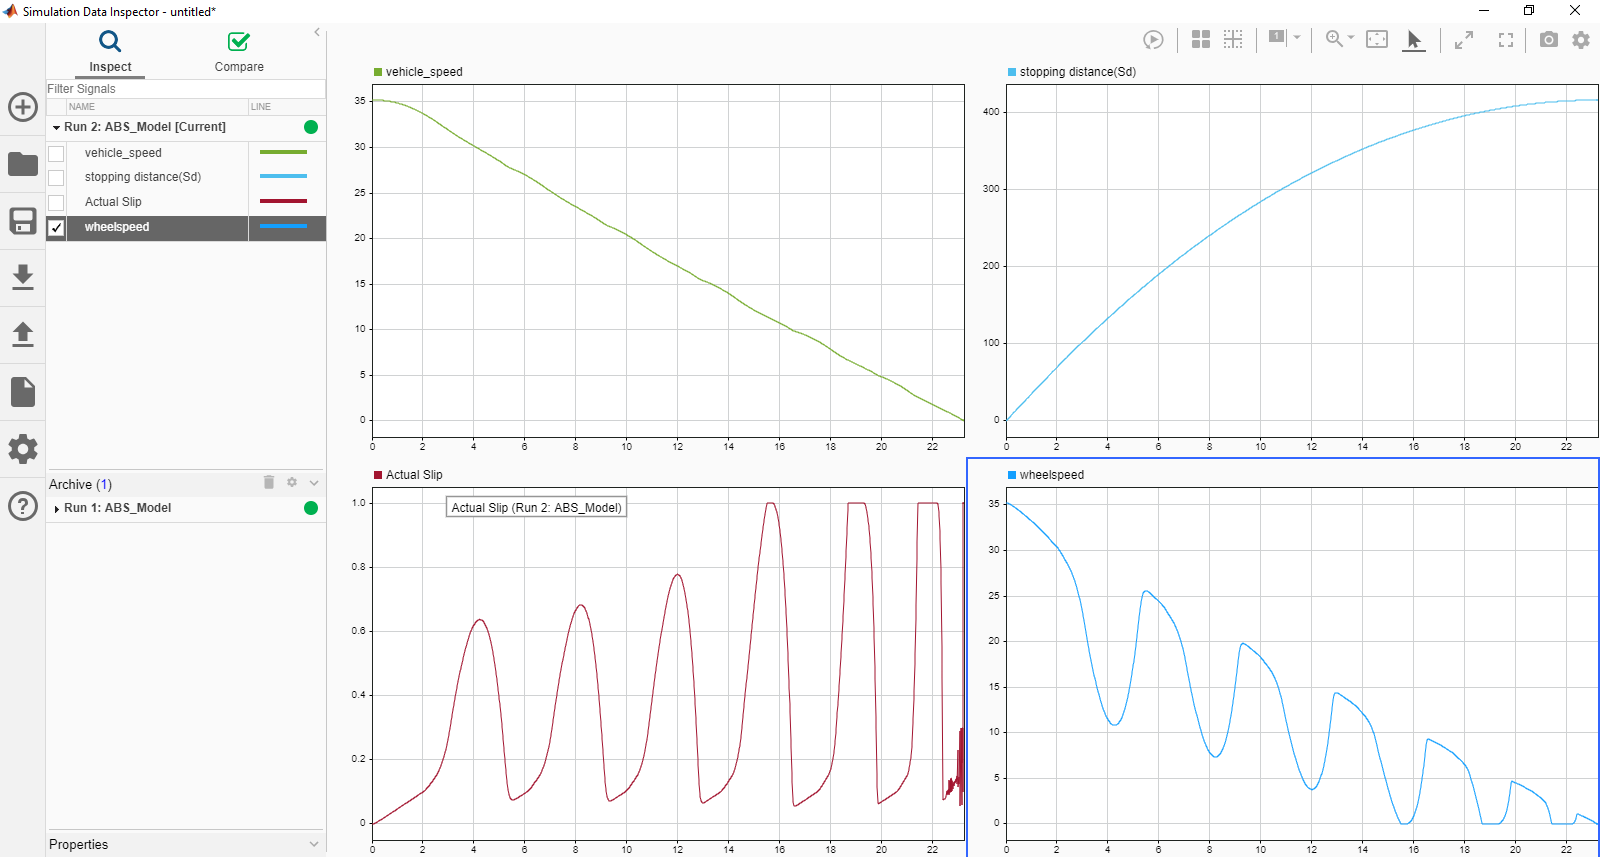 Simulation Data Inspector - untitled*
Inspect
Compare
Filter Signals
NAME
LINE
Run 2: ABS_Model [Current]
vehicle_speed
stopping distance(Sd)
Actual Slip
wheelspeed
Archive (1)
Run 1: ABS_Model
Properties
1
vehicle_speed
35
30
25
20
15
10
5
0
0 2 4 6 8 10 12 14 16 18 20 22
stopping distance(Sd)
400
300
200
100
0
0 2 4 6 8 10 12 14 16 18 20 22
Actual Slip
Actual Slip (Run 2: ABS_Model)
1.0
0.8
0.6
0.4
0.2
0
0 2 4 6 8 10 12 14 16 18 20 22
wheelspeed
35
30
25
20
15
10
5
0
0 2 4 6 8 10 12 14 16 18 20 22